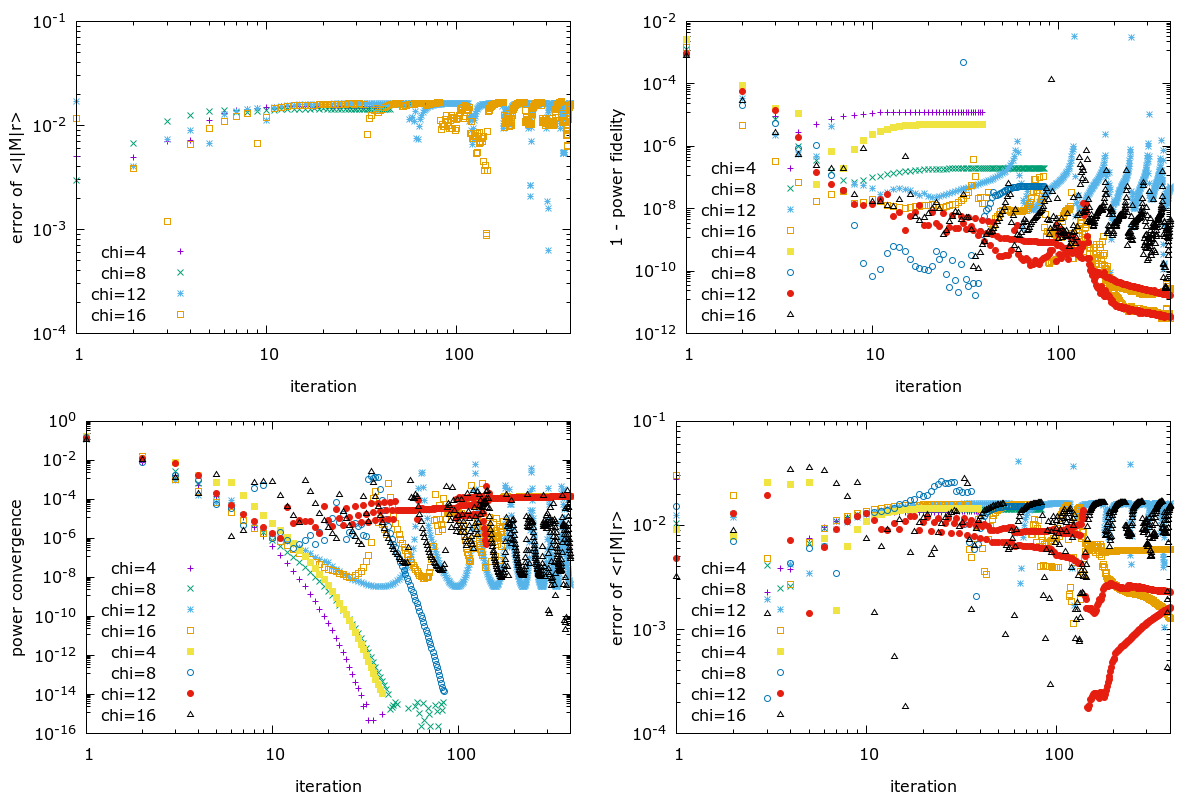 10^-1
10^-2
10^-3
10^-4
error of <l|M|r>
chi=4
chi=8
chi=12
chi=16
1 10 100
iteration
10^-2
10^-4
10^-6
10^-8
10^-10
10^-12
1 - power fidelity
chi=4
chi=8
chi=12
chi=16
chi=4
chi=8
chi=12
chi=16
1 10 100
iteration
10^0
10^-2
10^-4
10^-6
10^-8
10^-10
10^-12
10^-14
10^-16
power convergence
chi=4
chi=8
chi=12
chi=16
chi=4
chi=8
chi=12
chi=16
1 10 100
iteration
10^-1
10^-2
10^-3
10^-4
error of <r|M|r>
chi=4
chi=8
chi=12
chi=16
chi=4
chi=8
chi=12
chi=16
1 10 100
iteration